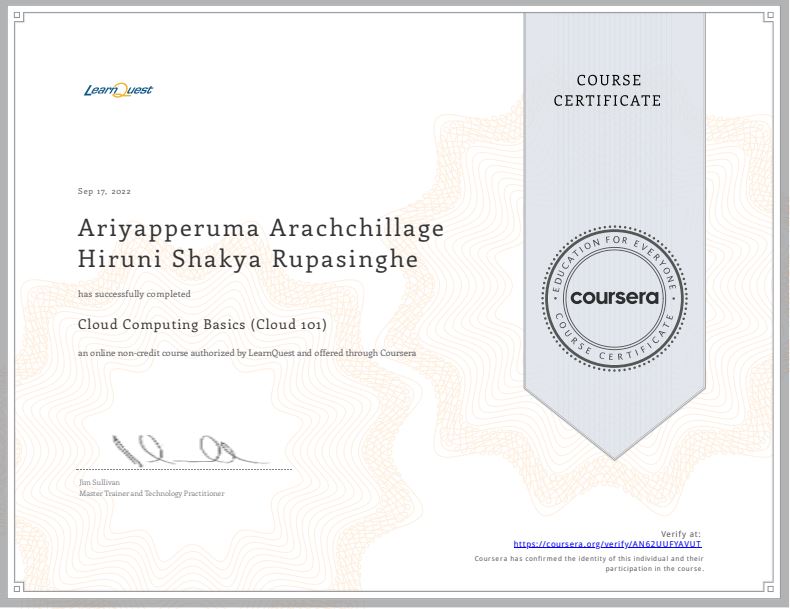 LearnQuest
COURSE
CERTIFICATE
Sep 17, 2022
Ariyapperuma Arachchillage
Hiruni Shakya Rupasinghe
has successfully completed
Cloud Computing Basics (Cloud 101)
an online non-credit course authorized by LearnQuest and offered through Coursera
EDUCATION FOR EVERYONE
coursera
COURSE CERTIFICATE
Jim Sullivan
Master Trainer and Technology Practitioner
Verify at:
https://coursera.org/verify/AN62UUFYAVUT
Coursera has confirmed the identity of this individual and their
participation in the course.